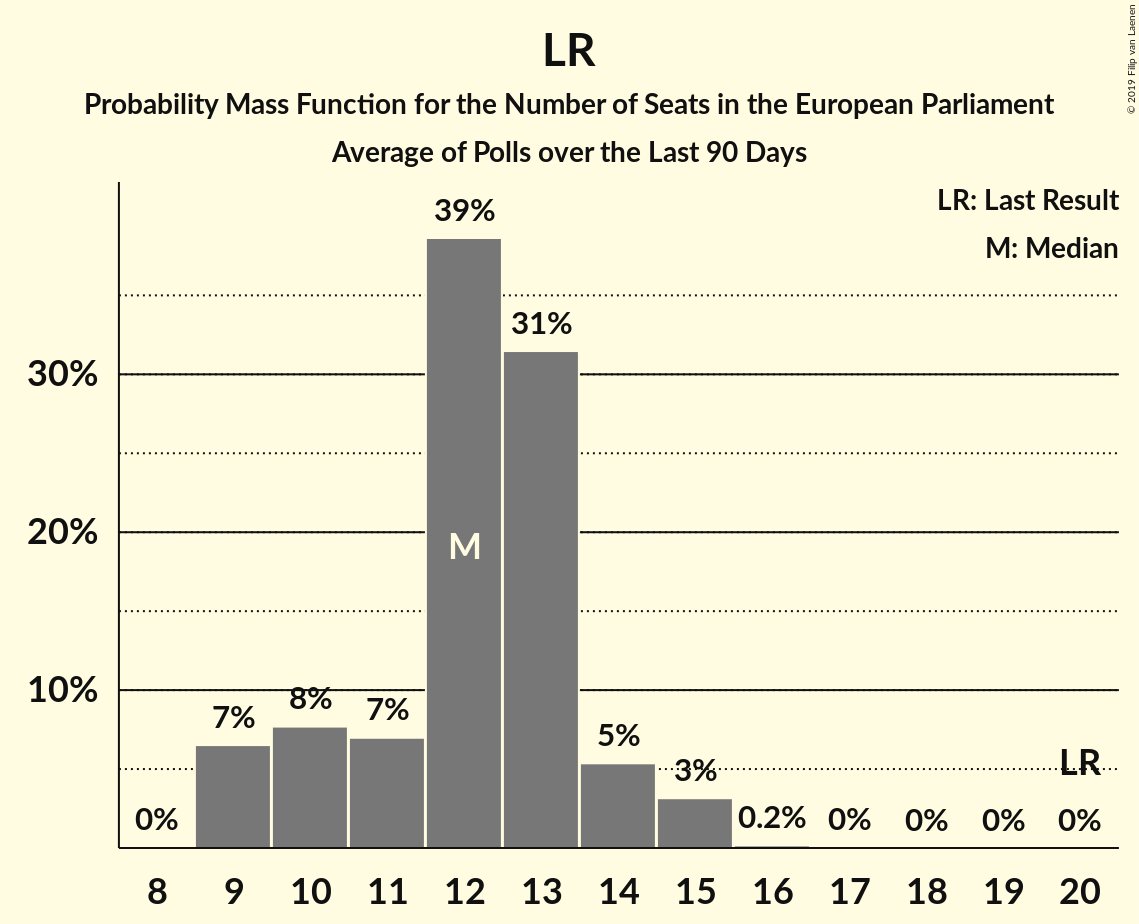 LR
Probability Mass Function for the Number of Seats in the European Parliament
Average of Polls over the Last 90 Days
© 2019 Filip van Laenen
LR: Last Result
M: Median
39%
31%
30%
20%
M
10%
8%
7%
7%
5%
3%
LR
0%
0.2%
0%
0%
0%
0%
8 9 10 11 12 13 14 15 16 17 18 19 20